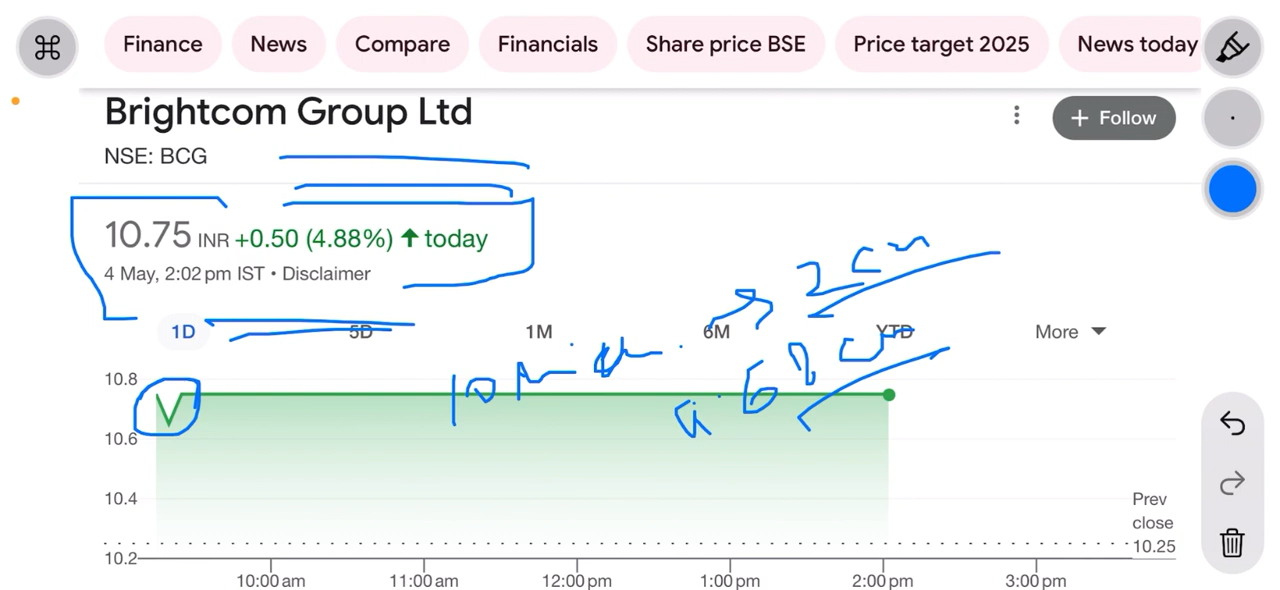 ⌘ Finance News Compare Financials Share price BSE Price target 2025 News today
Brightcom Group Ltd
+ Follow
NSE: BCG
10.75 INR +0.50 (4.88%) ↑ today
4 May, 2:02 pm IST • Disclaimer
1D 5D 1M 6M YTD More
10.8
10.6
10.4
Prev close 10.25
10.2
10:00 am 11:00 am 12:00 pm 1:00 pm 2:00 pm 3:00 pm